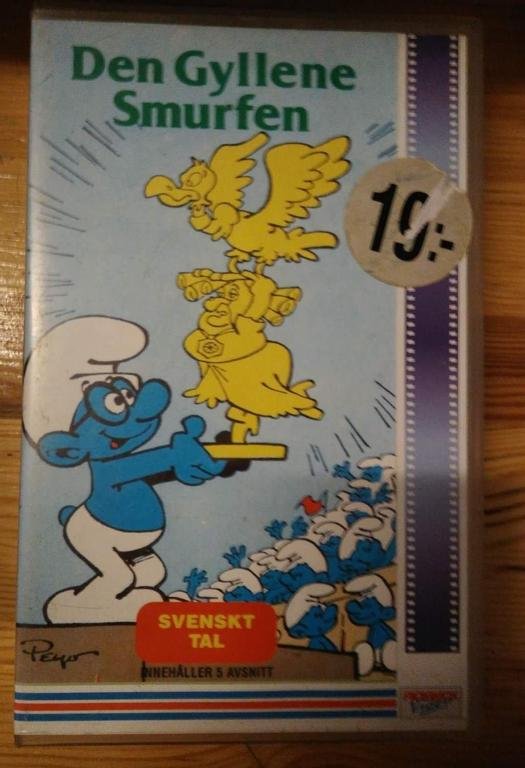 Den Gyllene
Smurfen
19:-
SVENSKT
TAL
INNEHÅLLER 5 AVSNITT
Peyo